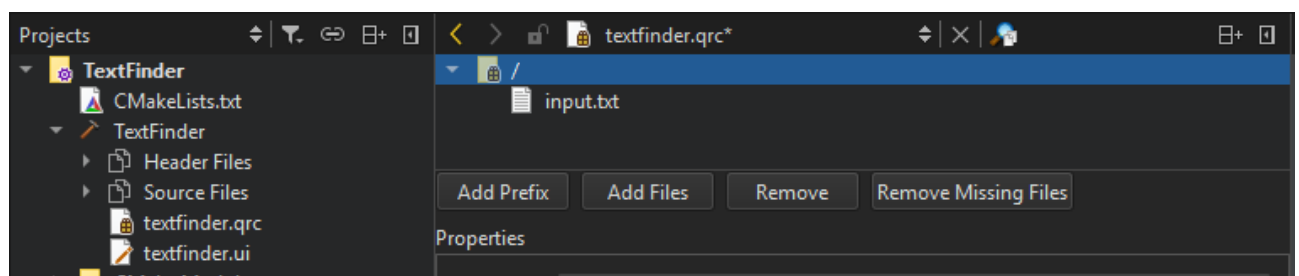 Projects
TextFinder
CMakeLists.txt
TextFinder
Header Files
Source Files
textfinder.qrc
textfinder.ui
textfinder.qrc*
/
input.txt
Add Prefix Add Files Remove Remove Missing Files
Properties